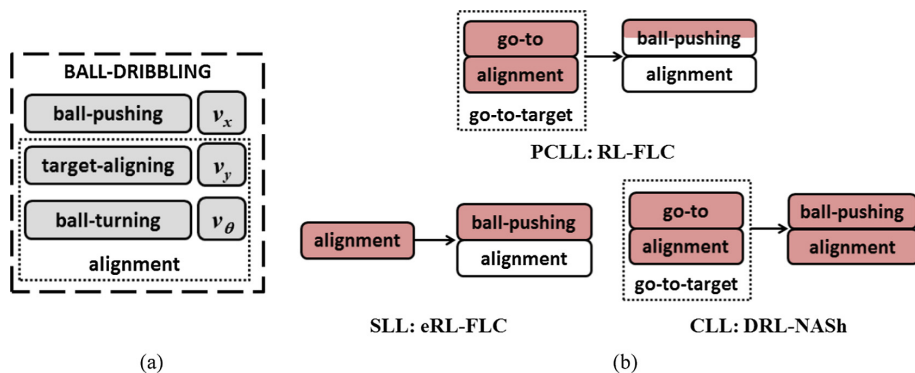 BALL-DRIBBLING
ball-pushing v_x
target-aligning v_y
ball-turning v_θ
alignment
(a)
go-to
alignment
go-to-target
ball-pushing
alignment
PCLL: RL-FLC
alignment
ball-pushing
alignment
SLL: eRL-FLC
go-to
alignment
go-to-target
ball-pushing
alignment
CLL: DRL-NASh
(b)